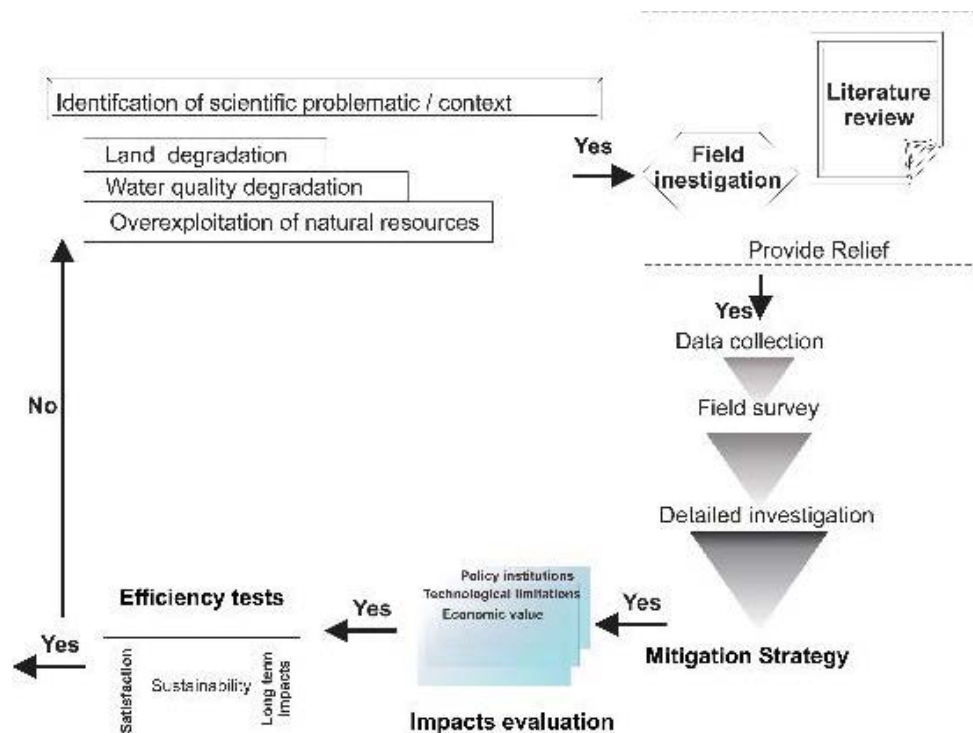 Identifcation of scientific problematic / context
Land degradation
Water quality degradation
Overexploitation of natural resources
Yes
Field
inestigation
Literature
review
Provide Relief
Yes
Data collection
Field survey
Detailed investigation
Mitigation Strategy
Yes
Policy institutions
Technological limitations
Economic value
Impacts evaluation
Yes
Efficiency tests
Satisfaction
Sustainability
Long term
Impacts
Yes
No